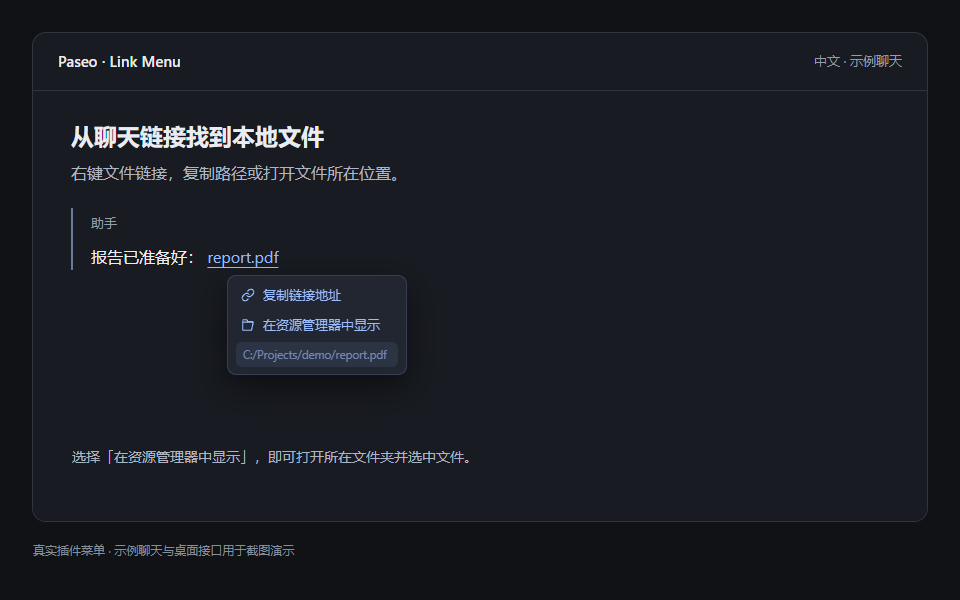 Paseo · Link Menu
中文 · 示例聊天
从聊天链接找到本地文件
右键文件链接，复制路径或打开文件所在位置。
助手
报告已准备好： report.pdf
复制链接地址
在资源管理器中显示
C:/Projects/demo/report.pdf
选择「在资源管理器中显示」，即可打开所在文件夹并选中文件。
真实插件菜单 · 示例聊天与桌面接口用于截图演示